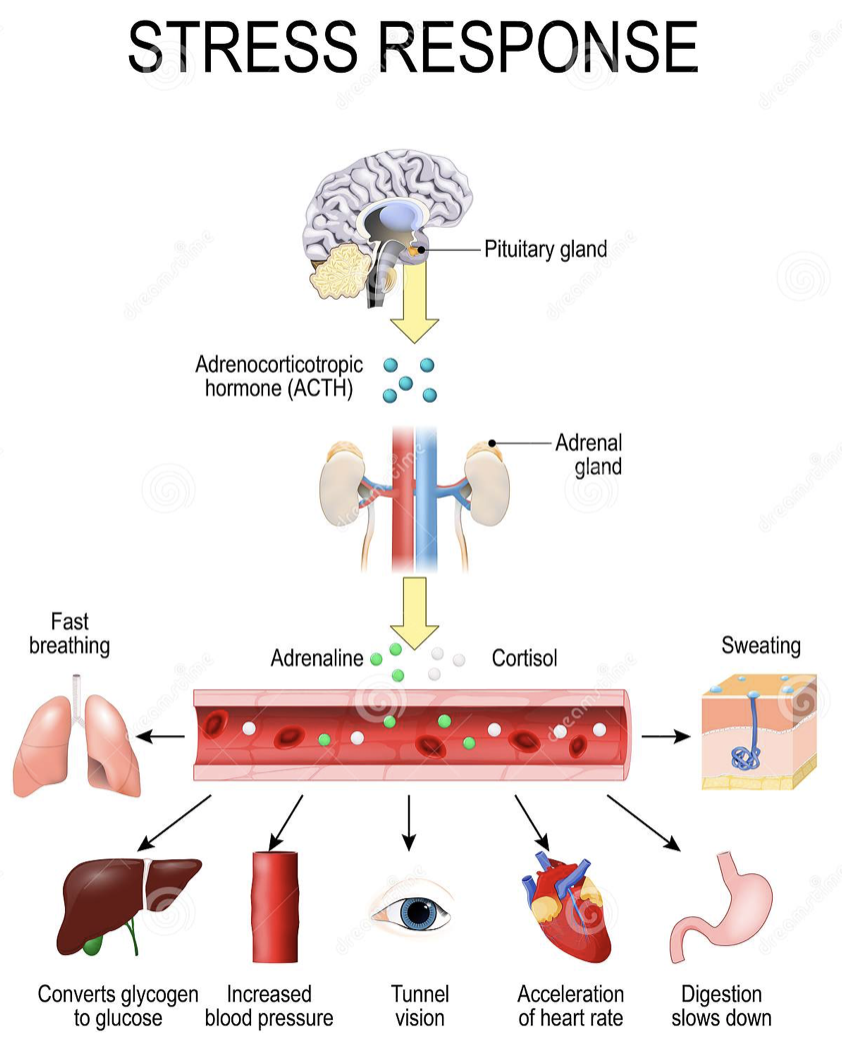 STRESS RESPONSE
Pituitary gland
Adrenocorticotropic
hormone (ACTH)
Adrenal
gland
Fast
breathing
Adrenaline
Cortisol
Sweating
Converts glycogen
to glucose
Increased
blood pressure
Tunnel
vision
Acceleration
of heart rate
Digestion
slows down
dreamstime